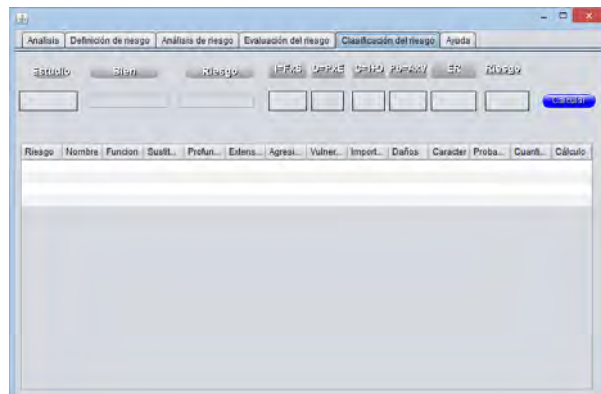 Analisis Definición de riesgo Análisis de riesgo Evaluación del riesgo Clasificación del riesgo Ayuda
Estudio Bien Riesgo I=FxS D=PxE C=I+D Pb=AxV ER Riesgo
Calcular
Riesgo Nombre Funcion Sustit... Profun... Extens... Agresi... Vulner... Import... Daños Caracter Proba... Cuanti... Cálculo